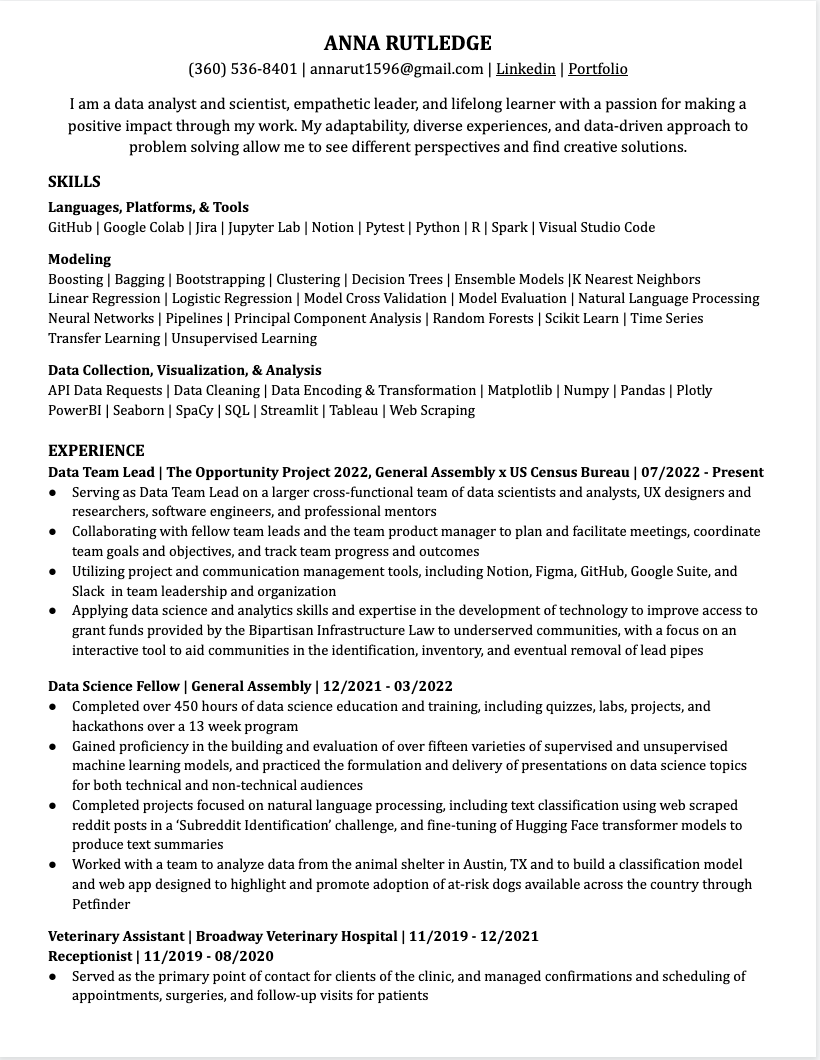 ANNA RUTLEDGE
(360) 536-8401 | annarut1596@gmail.com | Linkedin | Portfolio
I am a data analyst and scientist, empathetic leader, and lifelong learner with a passion for making a
positive impact through my work. My adaptability, diverse experiences, and data-driven approach to
problem solving allow me to see different perspectives and find creative solutions.
SKILLS
Languages, Platforms, & Tools
GitHub | Google Colab | Jira | Jupyter Lab | Notion | Pytest | Python | R | Spark | Visual Studio Code
Modeling
Boosting | Bagging | Bootstrapping | Clustering | Decision Trees | Ensemble Models |K Nearest Neighbors
Linear Regression | Logistic Regression | Model Cross Validation | Model Evaluation | Natural Language Processing
Neural Networks | Pipelines | Principal Component Analysis | Random Forests | Scikit Learn | Time Series
Transfer Learning | Unsupervised Learning
Data Collection, Visualization, & Analysis
API Data Requests | Data Cleaning | Data Encoding & Transformation | Matplotlib | Numpy | Pandas | Plotly
PowerBI | Seaborn | SpaCy | SQL | Streamlit | Tableau | Web Scraping
EXPERIENCE
Data Team Lead | The Opportunity Project 2022, General Assembly x US Census Bureau | 07/2022 - Present
● Serving as Data Team Lead on a larger cross-functional team of data scientists and analysts, UX designers and
researchers, software engineers, and professional mentors
● Collaborating with fellow team leads and the team product manager to plan and facilitate meetings, coordinate
team goals and objectives, and track team progress and outcomes
● Utilizing project and communication management tools, including Notion, Figma, GitHub, Google Suite, and
Slack  in team leadership and organization
● Applying data science and analytics skills and expertise in the development of technology to improve access to
grant funds provided by the Bipartisan Infrastructure Law to underserved communities, with a focus on an
interactive tool to aid communities in the identification, inventory, and eventual removal of lead pipes
Data Science Fellow | General Assembly | 12/2021 - 03/2022
● Completed over 450 hours of data science education and training, including quizzes, labs, projects, and
hackathons over a 13 week program
● Gained proficiency in the building and evaluation of over fifteen varieties of supervised and unsupervised
machine learning models, and practiced the formulation and delivery of presentations on data science topics
for both technical and non-technical audiences
● Completed projects focused on natural language processing, including text classification using web scraped
reddit posts in a ‘Subreddit Identification’ challenge, and fine-tuning of Hugging Face transformer models to
produce text summaries
● Worked with a team to analyze data from the animal shelter in Austin, TX and to build a classification model
and web app designed to highlight and promote adoption of at-risk dogs available across the country through
Petfinder
Veterinary Assistant | Broadway Veterinary Hospital | 11/2019 - 12/2021
Receptionist | 11/2019 - 08/2020
● Served as the primary point of contact for clients of the clinic, and managed confirmations and scheduling of
appointments, surgeries, and follow-up visits for patients